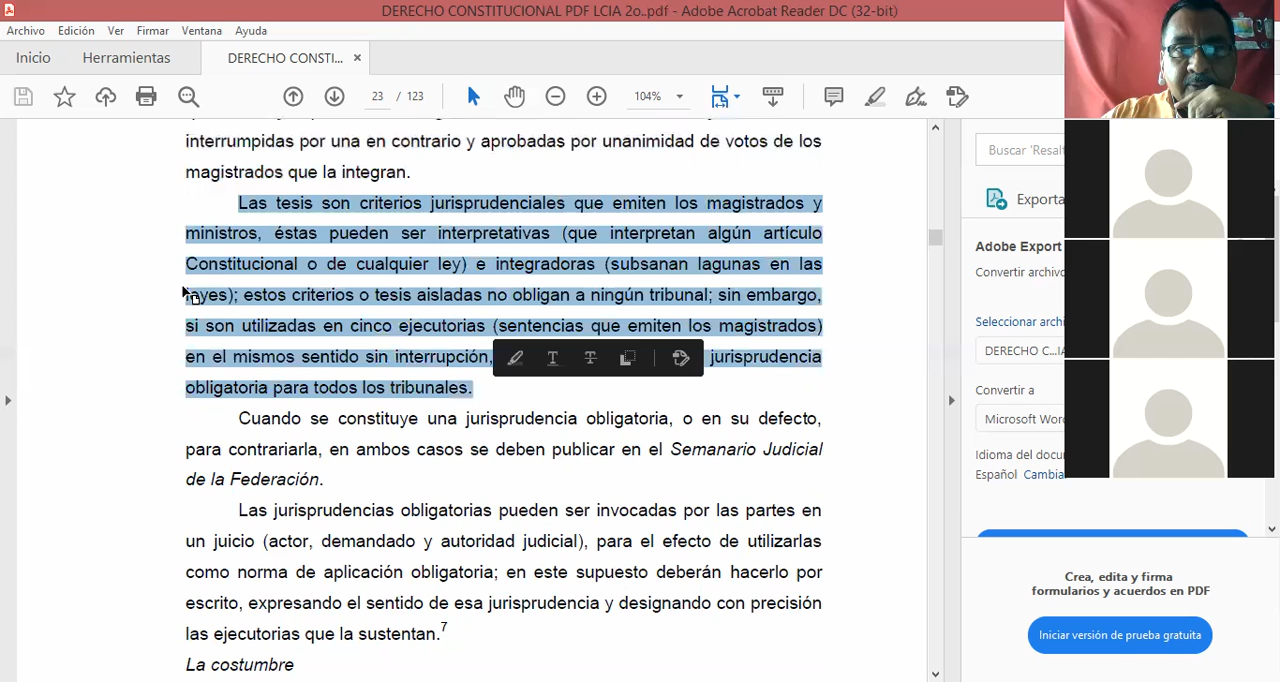 DERECHO CONSTITUCIONAL PDF LCIA 2o..pdf - Adobe Acrobat Reader DC (32-bit)
Archivo Edición Ver Firmar Ventana Ayuda
Inicio Herramientas DERECHO CONSTI... ×
23 / 123 104%
interrumpidas por una en contrario y aprobadas por unanimidad de votos de los
magistrados que la integran.
Las tesis son criterios jurisprudenciales que emiten los magistrados y
ministros, éstas pueden ser interpretativas (que interpretan algún artículo
Constitucional o de cualquier ley) e integradoras (subsanan lagunas en las
leyes); estos criterios o tesis aisladas no obligan a ningún tribunal; sin embargo,
si son utilizadas en cinco ejecutorias (sentencias que emiten los magistrados)
en el mismos sentido sin interrupción, jurisprudencia
obligatoria para todos los tribunales.
Cuando se constituye una jurisprudencia obligatoria, o en su defecto,
para contrariarla, en ambos casos se deben publicar en el Semanario Judicial
de la Federación.
Las jurisprudencias obligatorias pueden ser invocadas por las partes en
un juicio (actor, demandado y autoridad judicial), para el efecto de utilizarlas
como norma de aplicación obligatoria; en este supuesto deberán hacerlo por
escrito, expresando el sentido de esa jurisprudencia y designando con precisión
las ejecutorias que la sustentan.7
La costumbre
Buscar 'Resal
Exporta
Adobe Export
Convertir archivo
Seleccionar archi
DERECHO C...IA
Convertir a
Microsoft Word
Idioma del docu
Español Cambia
Crea, edita y firma
formularios y acuerdos en PDF
Iniciar versión de prueba gratuita